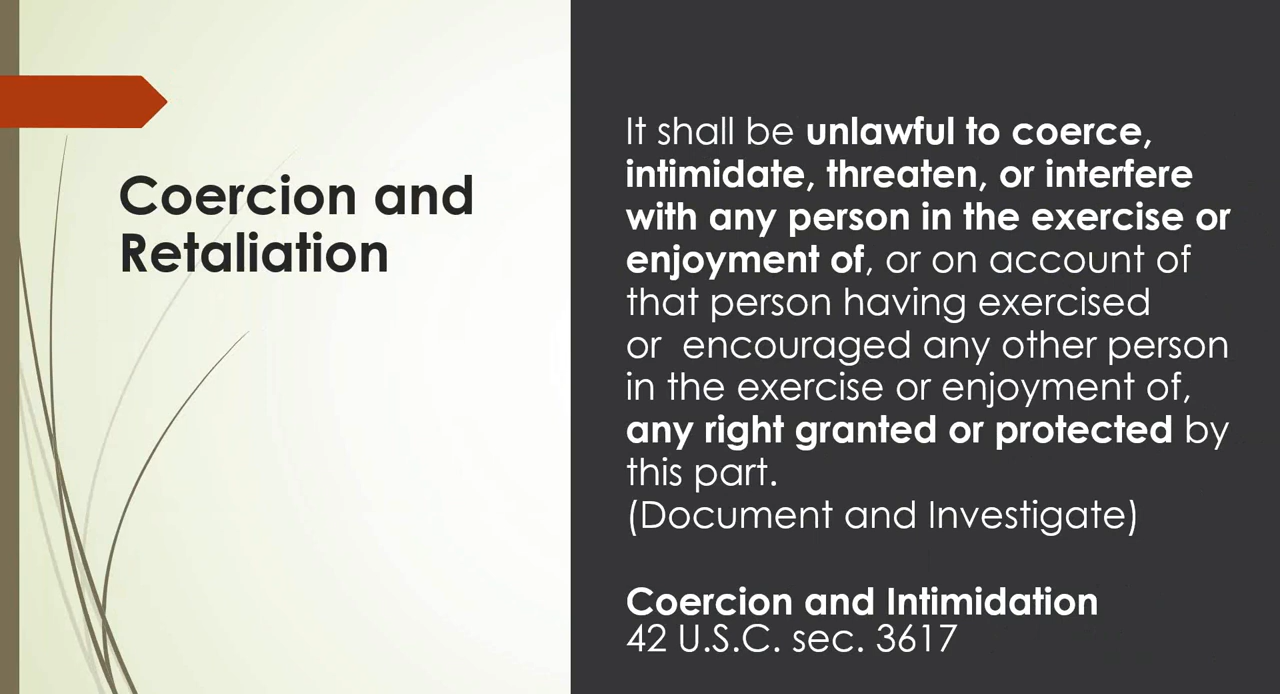 Coercion and
Retaliation
It shall be unlawful to coerce,
intimidate, threaten, or interfere
with any person in the exercise or
enjoyment of, or on account of
that person having exercised
or  encouraged any other person
in the exercise or enjoyment of,
any right granted or protected by
this part.
(Document and Investigate)
Coercion and Intimidation
42 U.S.C. sec. 3617